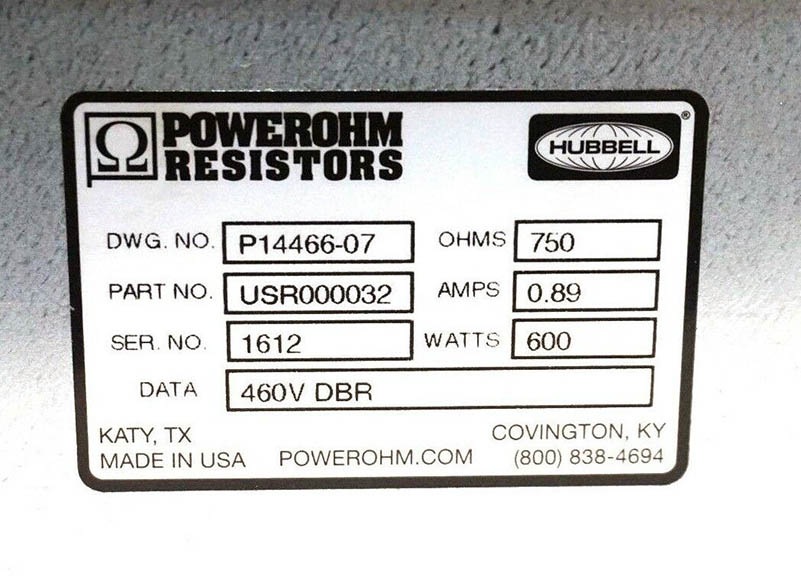 Ω POWEROHM
RESISTORS
HUBBELL®
DWG. NO. P14466-07 OHMS 750
PART NO. USR000032 AMPS 0.89
SER. NO. 1612 WATTS 600
DATA 460V DBR
KATY, TX COVINGTON, KY
MADE IN USA POWEROHM.COM (800) 838-4694